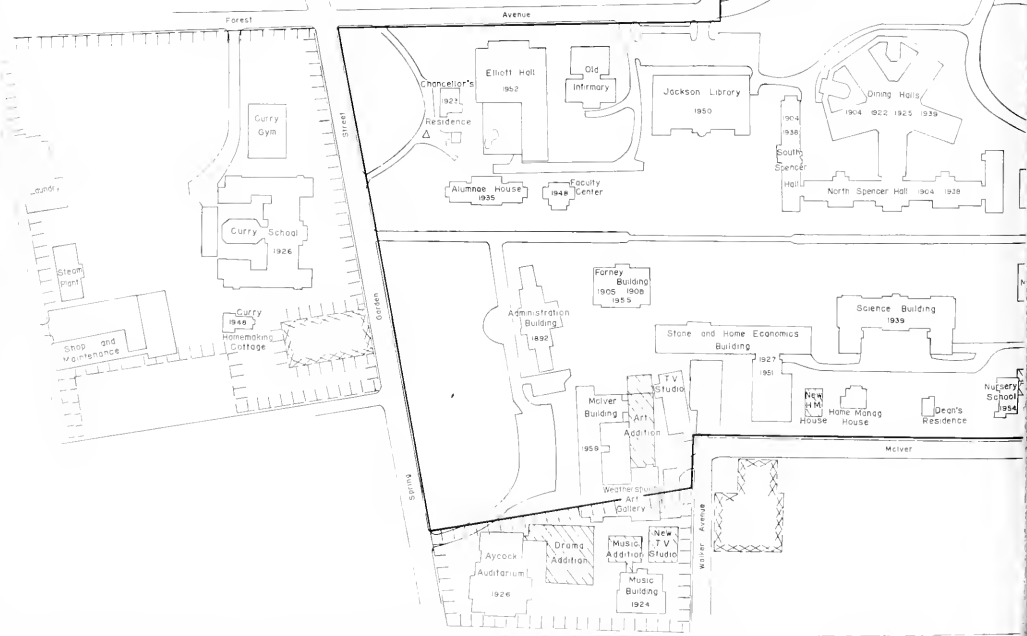 Forest
Avenue
Street
Garden
Spring
Curry
Gym
Curry School
1926
Steam
Plant
Shop and
Maintenance
Curry
1948
Homemaking
Cottage
Chancellor's
1923
Residence
Elliott Hall
1952
Old
Infirmary
Jackson Library
1950
Alumnae House
1935
Faculty
Center
1948
1904
1938
South
Spencer
Hall
Dining Halls
1904 1922 1925 1939
North Spencer Hall 1904 1938
Administration
Building
1892
Forney
Building
1905 1908
1955
Stone and Home Economics
Building
1927
1951
Science Building
1939
New
H M
House
Home Manag
House
Dean's
Residence
Nursery
School
1954
McIver
Building
1958
Art
Addition
TV
Studio
Art
Gallery
McIver
Walker Avenue
Aycock
Auditorium
1926
Drama
Addition
Music
Addition
New
T V
Studio
Music
Building
1924